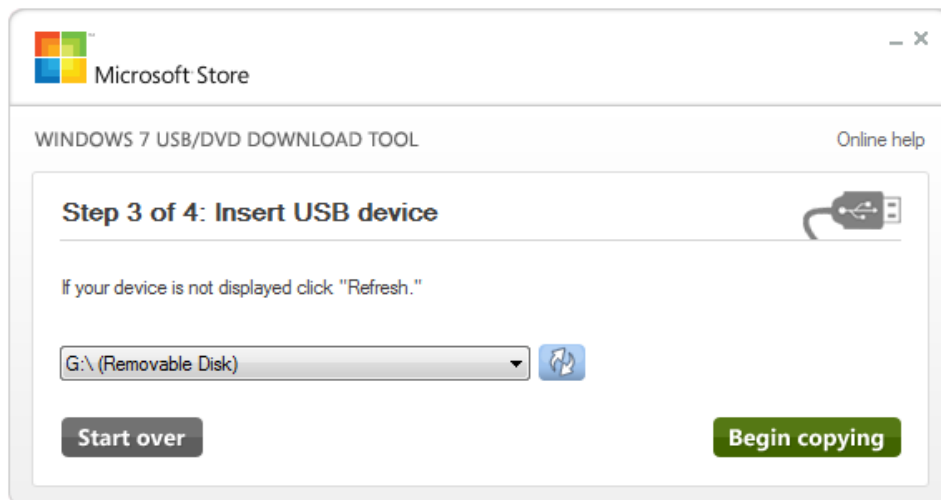 Microsoft Store
WINDOWS 7 USB/DVD DOWNLOAD TOOL
Online help
Step 3 of 4: Insert USB device
If your device is not displayed click "Refresh."
G:\ (Removable Disk)
Start over
Begin copying